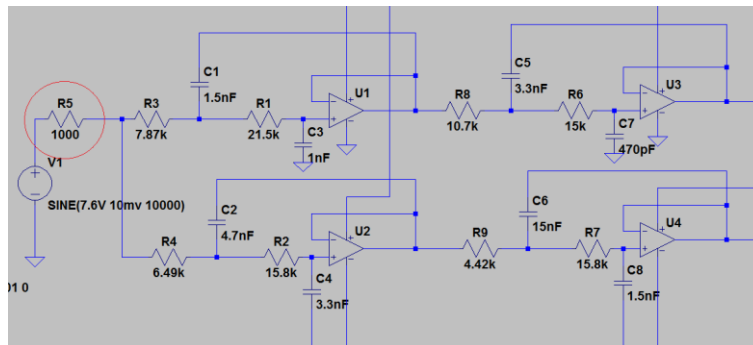 C1
1.5nF
C5
3.3nF
U1
U3
R5
1000
R3
7.87k
R1
21.5k
R8
10.7k
R6
15k
C3
1nF
C7
470pF
V1
SINE(7.6V 10mv 10000)
C2
4.7nF
C6
15nF
U2
U4
R4
6.49k
R2
15.8k
R9
4.42k
R7
15.8k
C4
3.3nF
C8
1.5nF
01 0